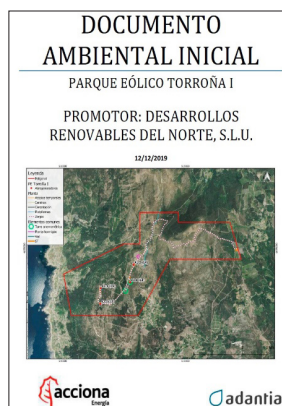 DOCUMENTO
AMBIENTAL INICIAL
PARQUE EÓLICO TORROÑA I
PROMOTOR: DESARROLLOS
RENOVABLES DEL NORTE, S.L.U.
12/12/2019
Leyenda
acciona
Energía
adantia